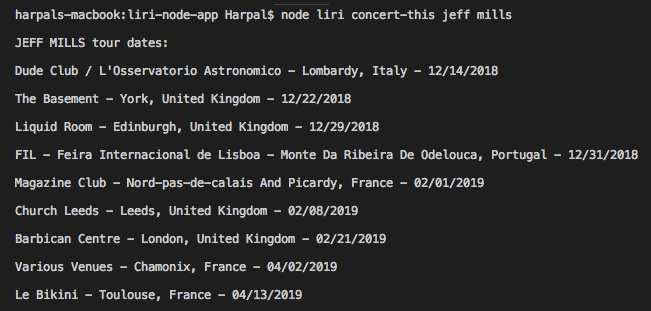 harpals-macbook:liri-node-app Harpal$ node liri concert-this jeff mills
JEFF MILLS tour dates:
Dude Club / L'Osservatorio Astronomico - Lombardy, Italy - 12/14/2018
The Basement - York, United Kingdom - 12/22/2018
Liquid Room - Edinburgh, United Kingdom - 12/29/2018
FIL - Feira Internacional de Lisboa - Monte Da Ribeira De Odelouca, Portugal - 12/31/2018
Magazine Club - Nord-pas-de-calais And Picardy, France - 02/01/2019
Church Leeds - Leeds, United Kingdom - 02/08/2019
Barbican Centre - London, United Kingdom - 02/21/2019
Various Venues - Chamonix, France - 04/02/2019
Le Bikini - Toulouse, France - 04/13/2019